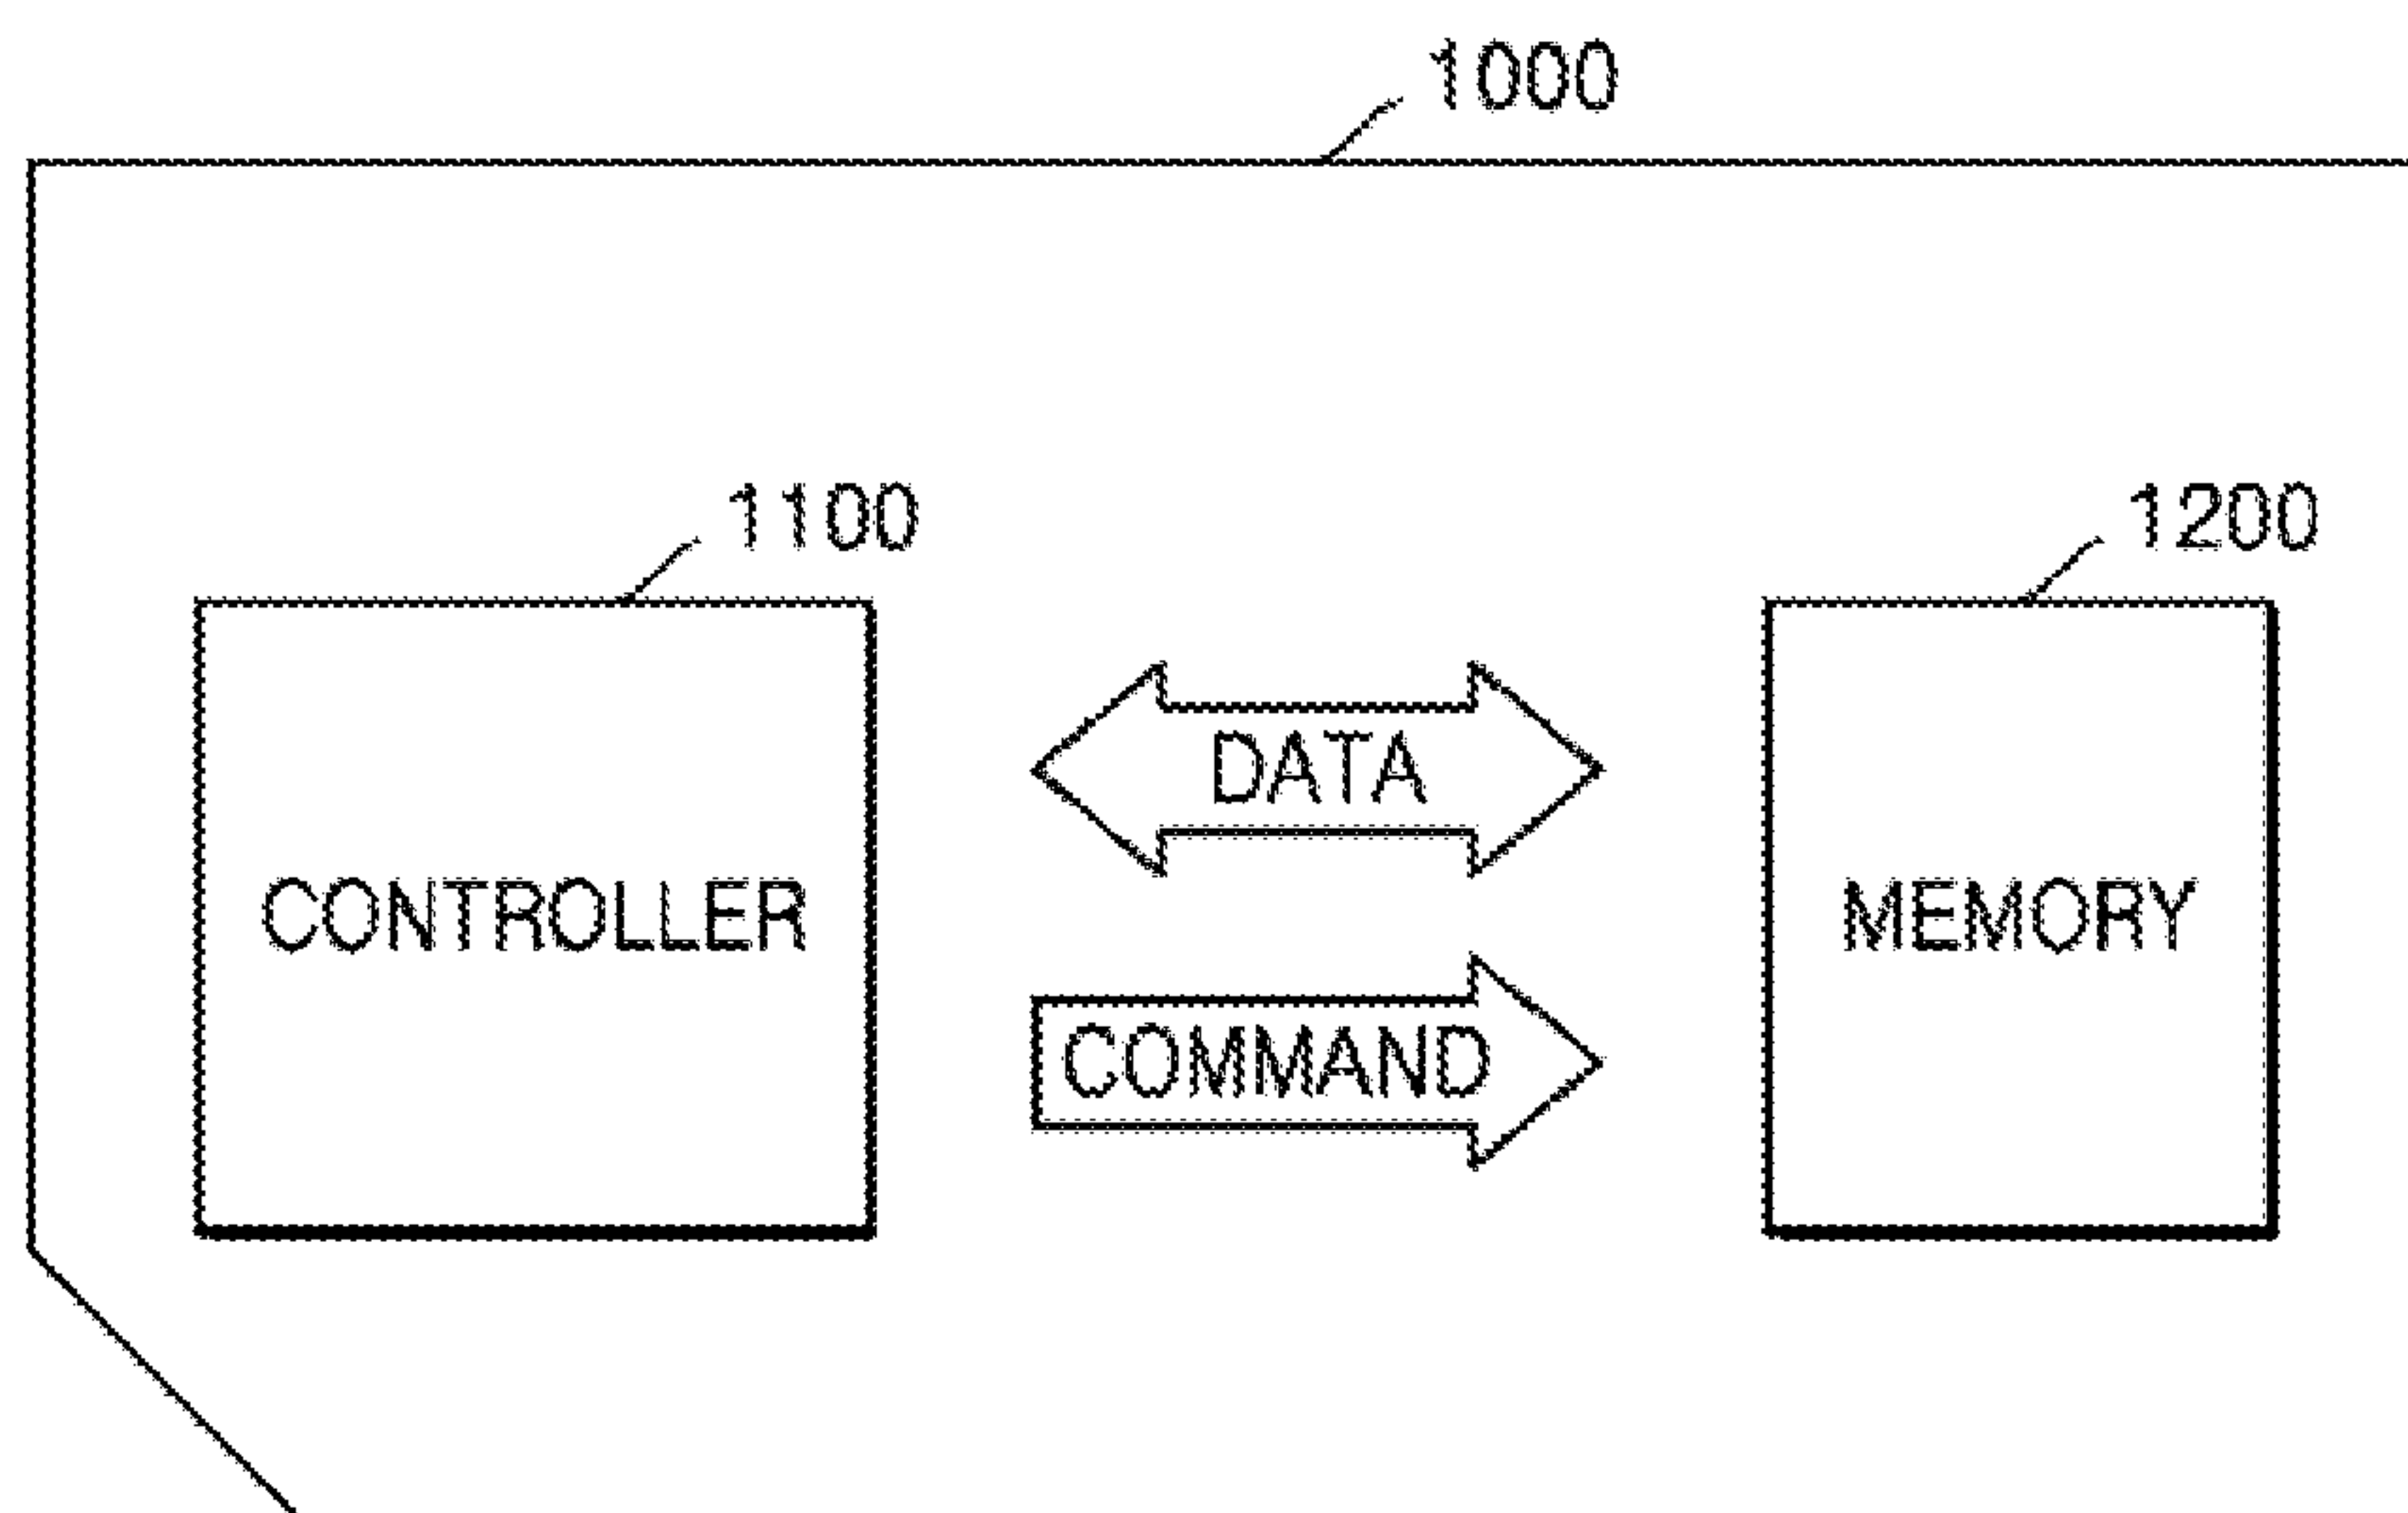 1000
1100
1200
DATA
CONTROLLER
MEMORY
COMMAND